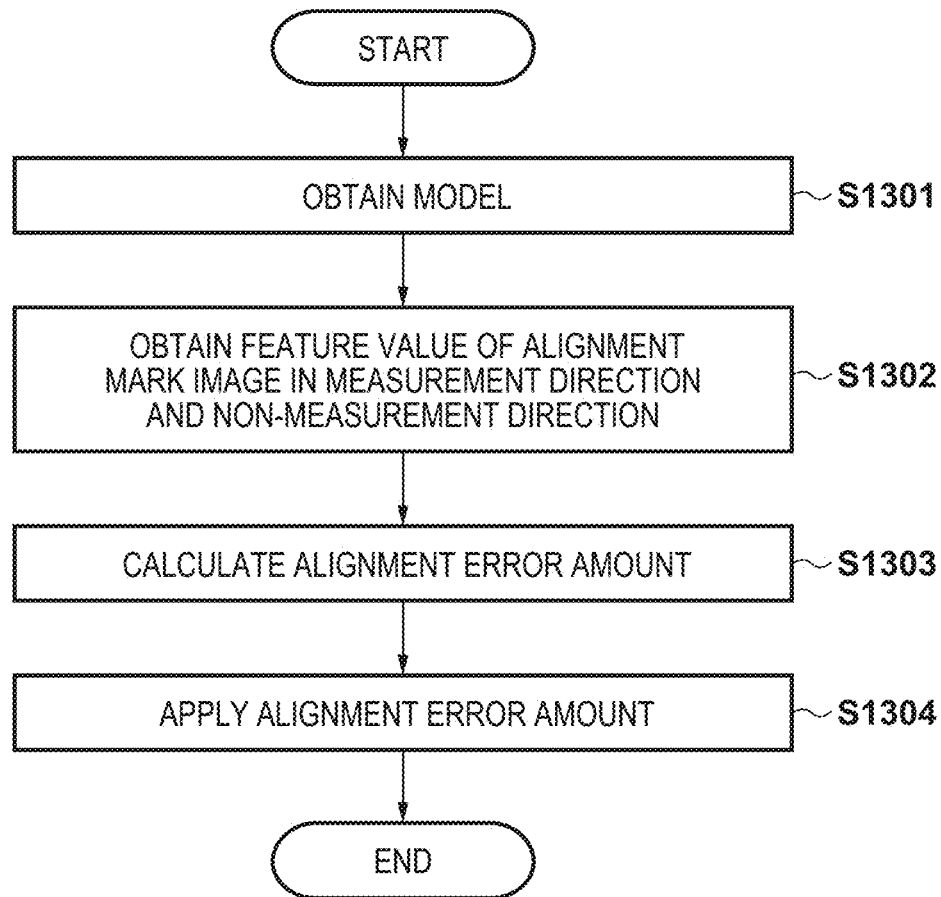 START
OBTAIN MODEL
S1301
OBTAIN FEATURE VALUE OF ALIGNMENT
MARK IMAGE IN MEASUREMENT DIRECTION
AND NON-MEASUREMENT DIRECTION
S1302
CALCULATE ALIGNMENT ERROR AMOUNT
S1303
APPLY ALIGNMENT ERROR AMOUNT
S1304
END